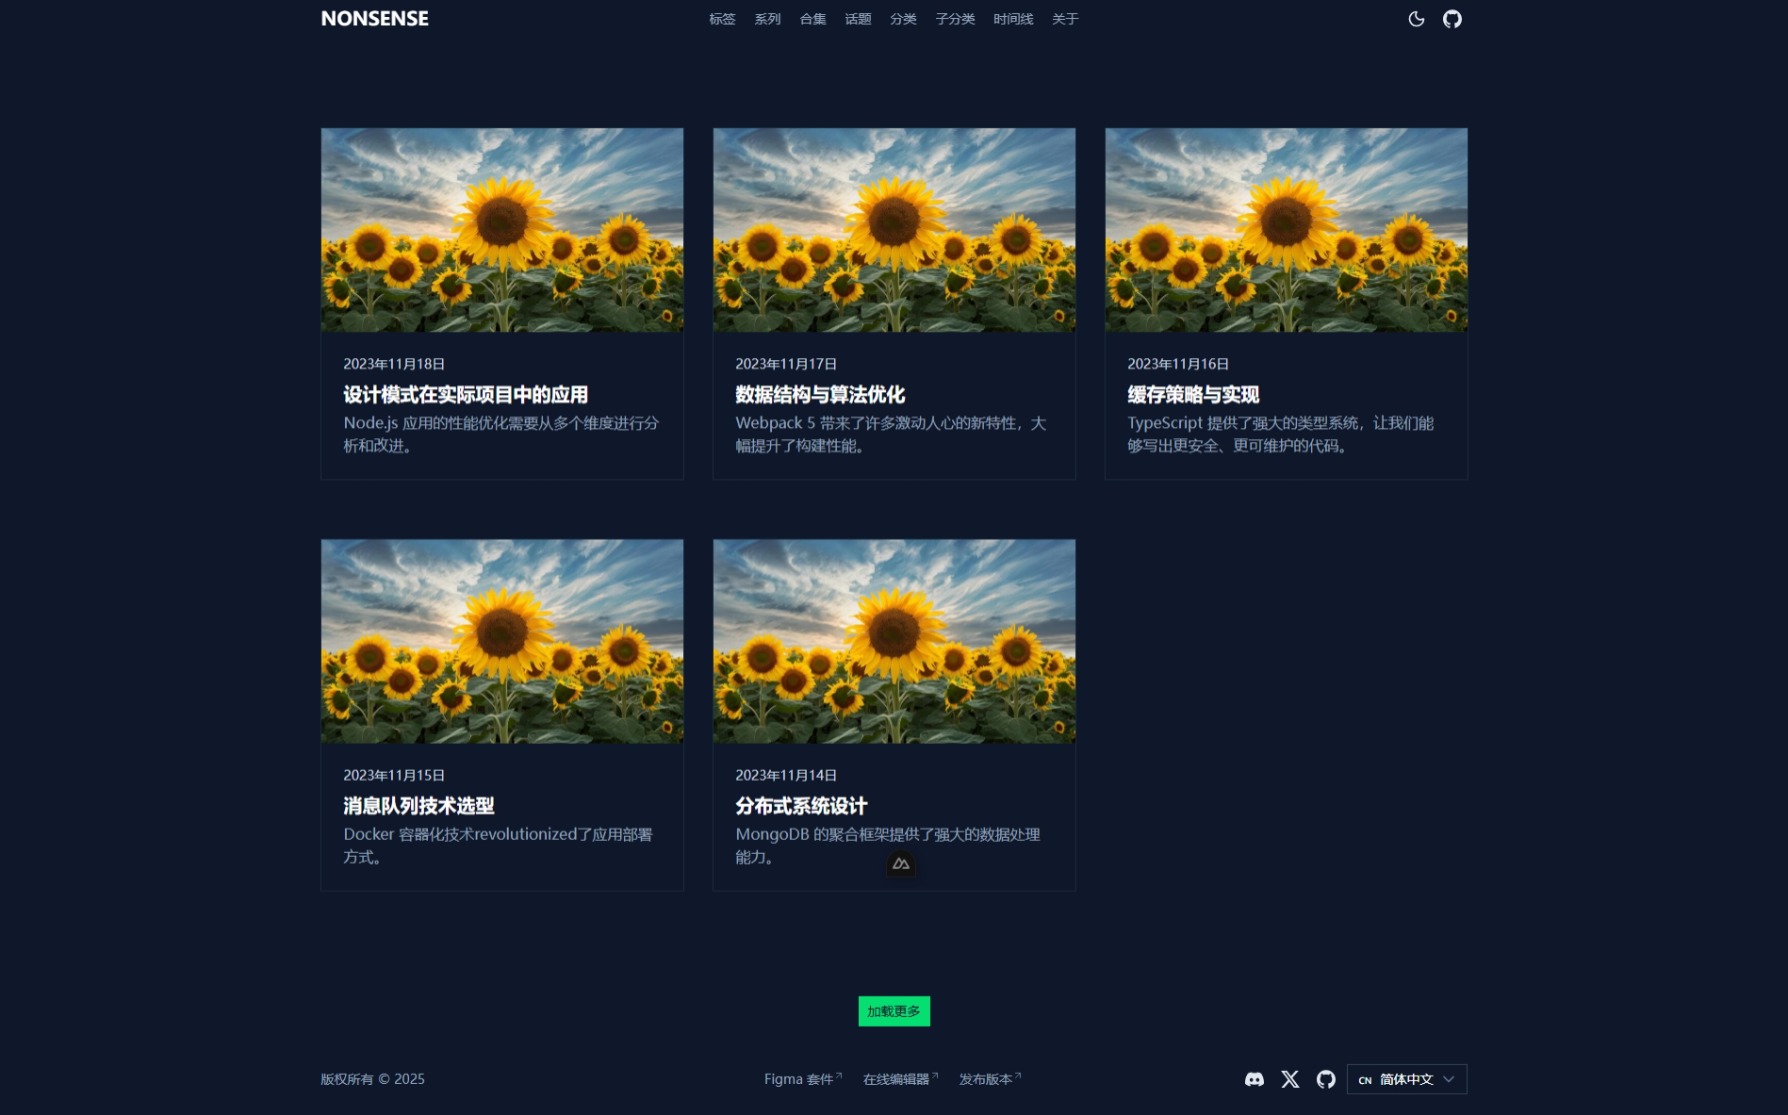 NONSENSE
标签 系列 合集 话题 分类 子分类 时间线 关于
2023年11月18日
设计模式在实际项目中的应用
Node.js 应用的性能优化需要从多个维度进行分
析和改进。
2023年11月17日
数据结构与算法优化
Webpack 5 带来了许多激动人心的新特性，大
幅提升了构建性能。
2023年11月16日
缓存策略与实现
TypeScript 提供了强大的类型系统，让我们能
够写出更安全、更可维护的代码。
2023年11月15日
消息队列技术选型
Docker 容器化技术revolutionized了应用部署
方式。
2023年11月14日
分布式系统设计
MongoDB 的聚合框架提供了强大的数据处理
能力。
加载更多
版权所有 © 2025
Figma 套件 在线编辑器 发布版本
CN 简体中文